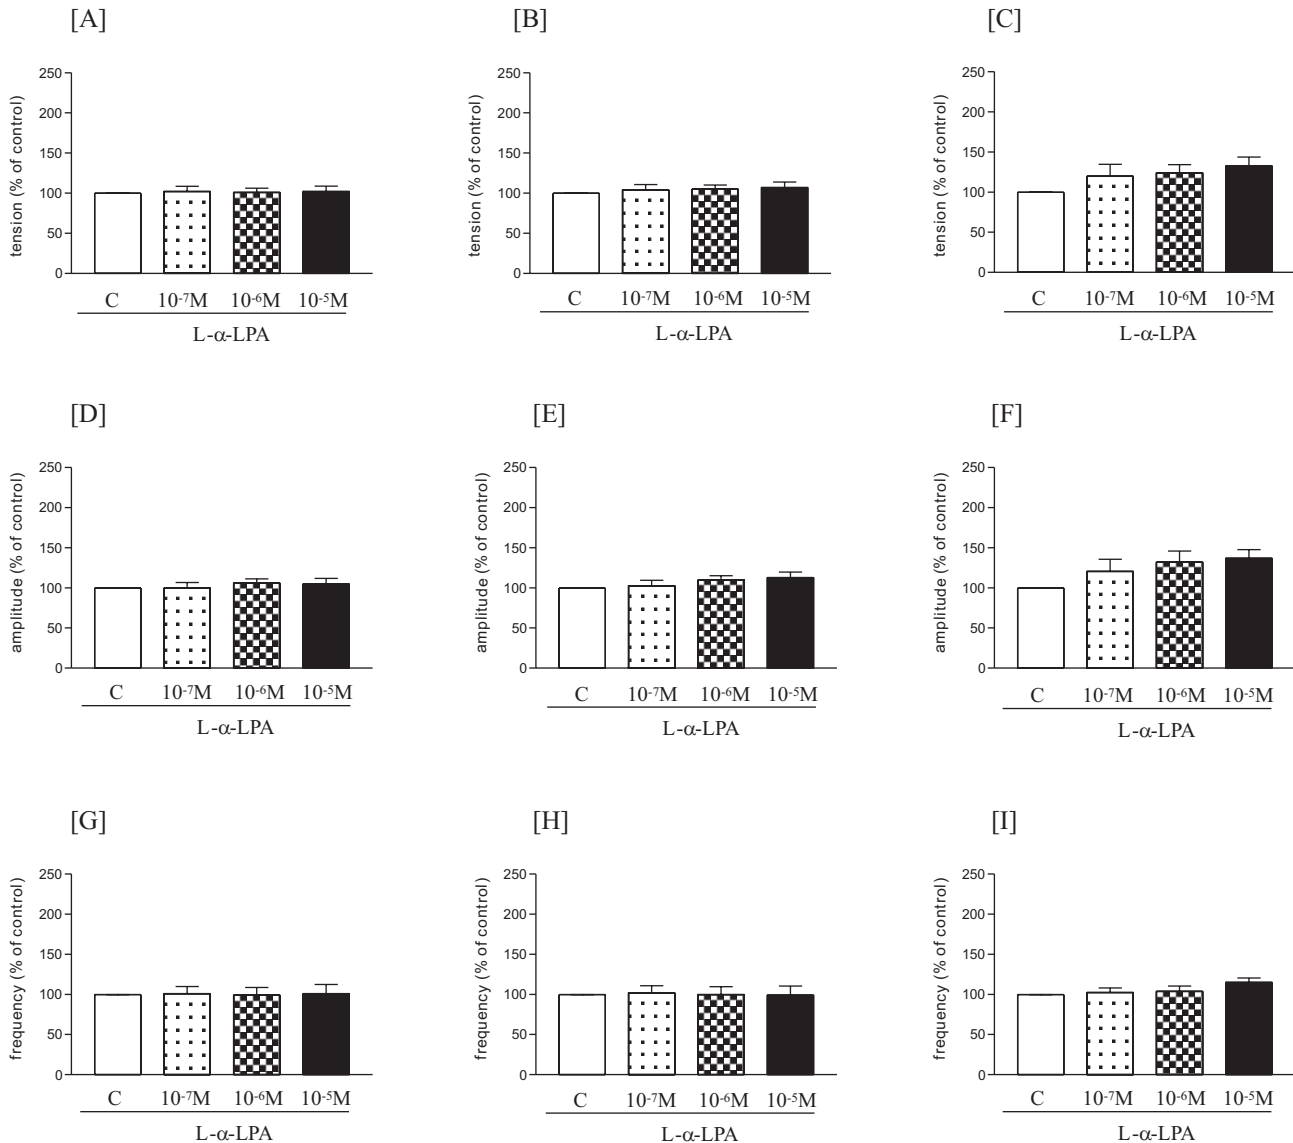 [A]
tension (% of control)
250
200
150
100
50
0
C 10-7M 10-6M 10-5M
L-α-LPA
[B]
tension (% of control)
250
200
150
100
50
0
C 10-7M 10-6M 10-5M
L-α-LPA
[C]
tension (% of control)
250
200
150
100
50
0
C 10-7M 10-6M 10-5M
L-α-LPA
[D]
amplitude (% of control)
250
200
150
100
50
0
C 10-7M 10-6M 10-5M
L-α-LPA
[E]
amplitude (% of control)
250
200
150
100
50
0
C 10-7M 10-6M 10-5M
L-α-LPA
[F]
amplitude (% of control)
250
200
150
100
50
0
C 10-7M 10-6M 10-5M
L-α-LPA
[G]
frequency (% of control)
250
200
150
100
50
0
C 10-7M 10-6M 10-5M
L-α-LPA
[H]
frequency (% of control)
250
200
150
100
50
0
C 10-7M 10-6M 10-5M
L-α-LPA
[I]
frequency (% of control)
250
200
150
100
50
0
C 10-7M 10-6M 10-5M
L-α-LPA